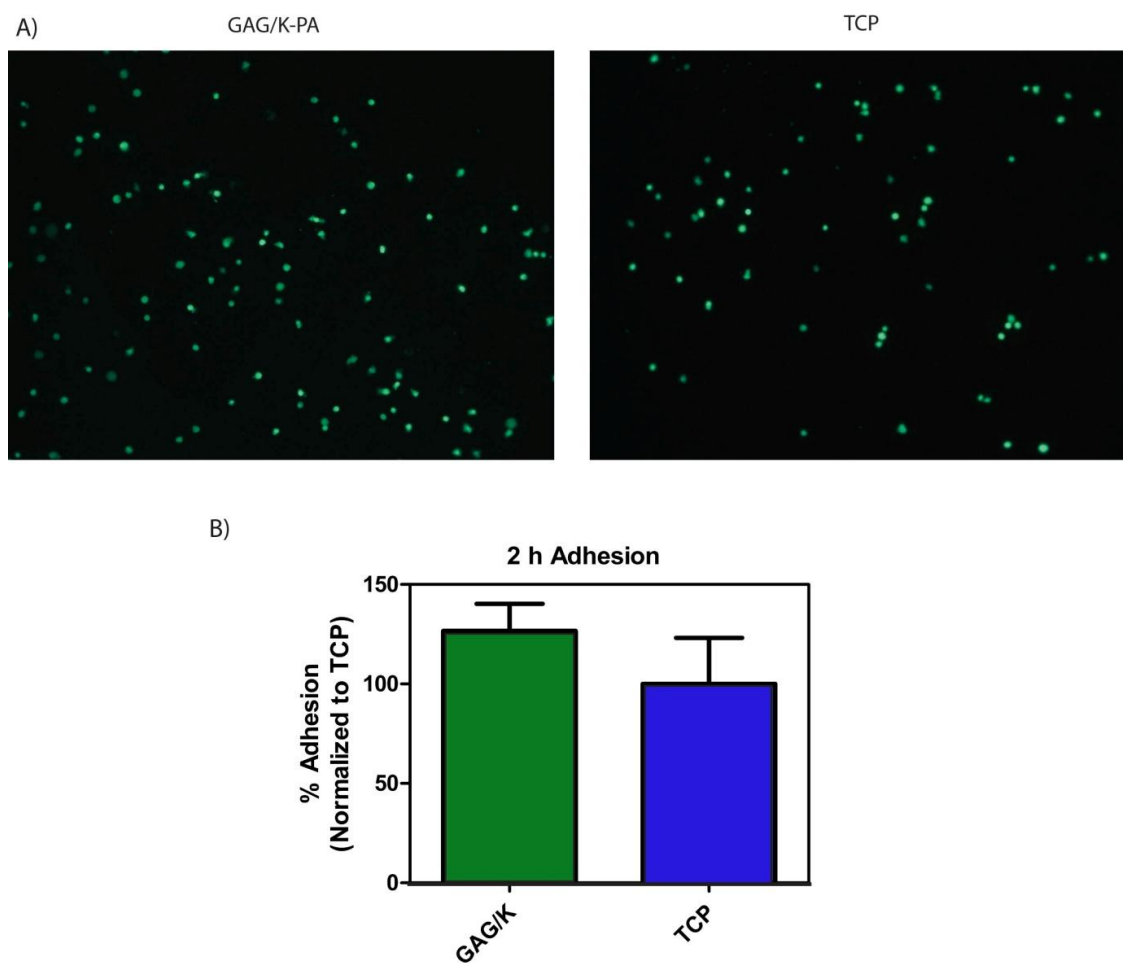 A)
GAG/K-PA
TCP
B)
2 h Adhesion
% Adhesion
(Normalized to TCP)
150
100
50
0
GAG/K
TCP